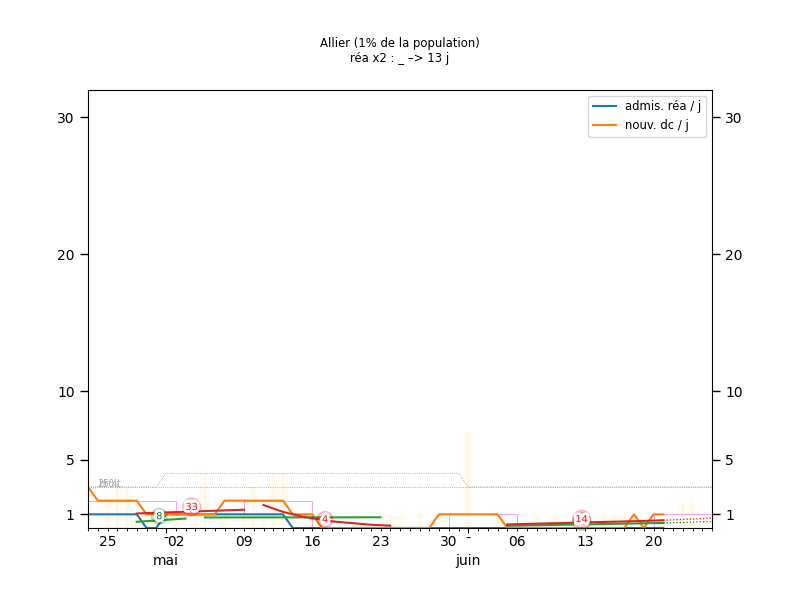 Allier (1% de la population)
réa x2 : _ –> 13 j
admis. réa / j
nouv. dc / j
30 30
20 20
10 10
5 5
1 1
33
8
4
14
25 -02 09 16 23 30 - 06 13 20
mai juin